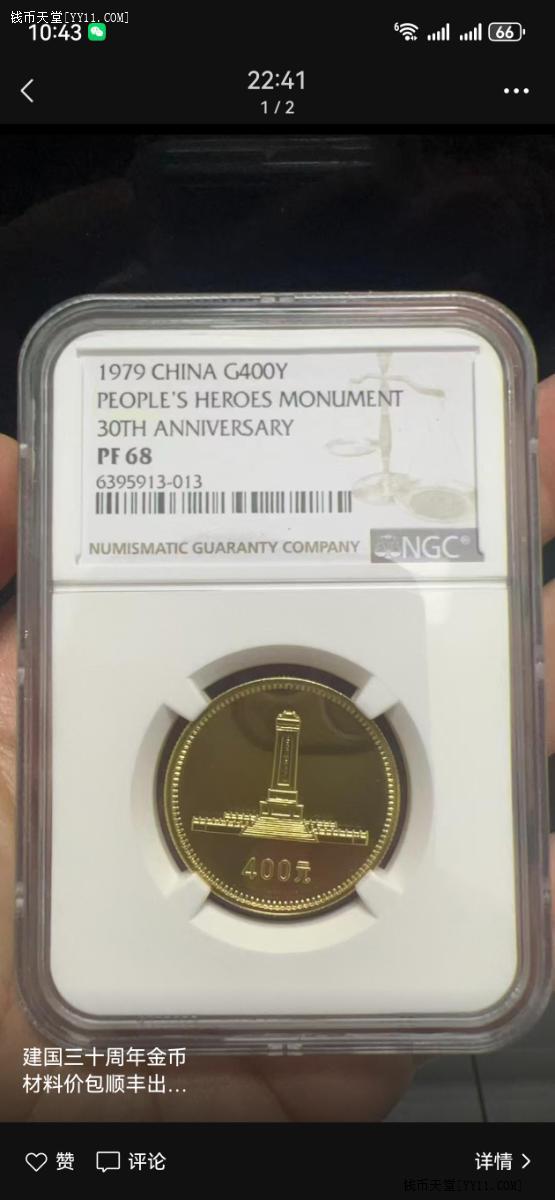 钱币天堂[YY11.COM]
10:43
6
66
22:41
1 / 2
1979 CHINA G400Y
PEOPLE'S HEROES MONUMENT
30TH ANNIVERSARY
PF 68
6395913-013
NUMISMATIC GUARANTY COMPANY
NGC®
400元
建国三十周年金币
材料价包顺丰出...
赞
评论
详情
钱币天堂[YY11.COM]